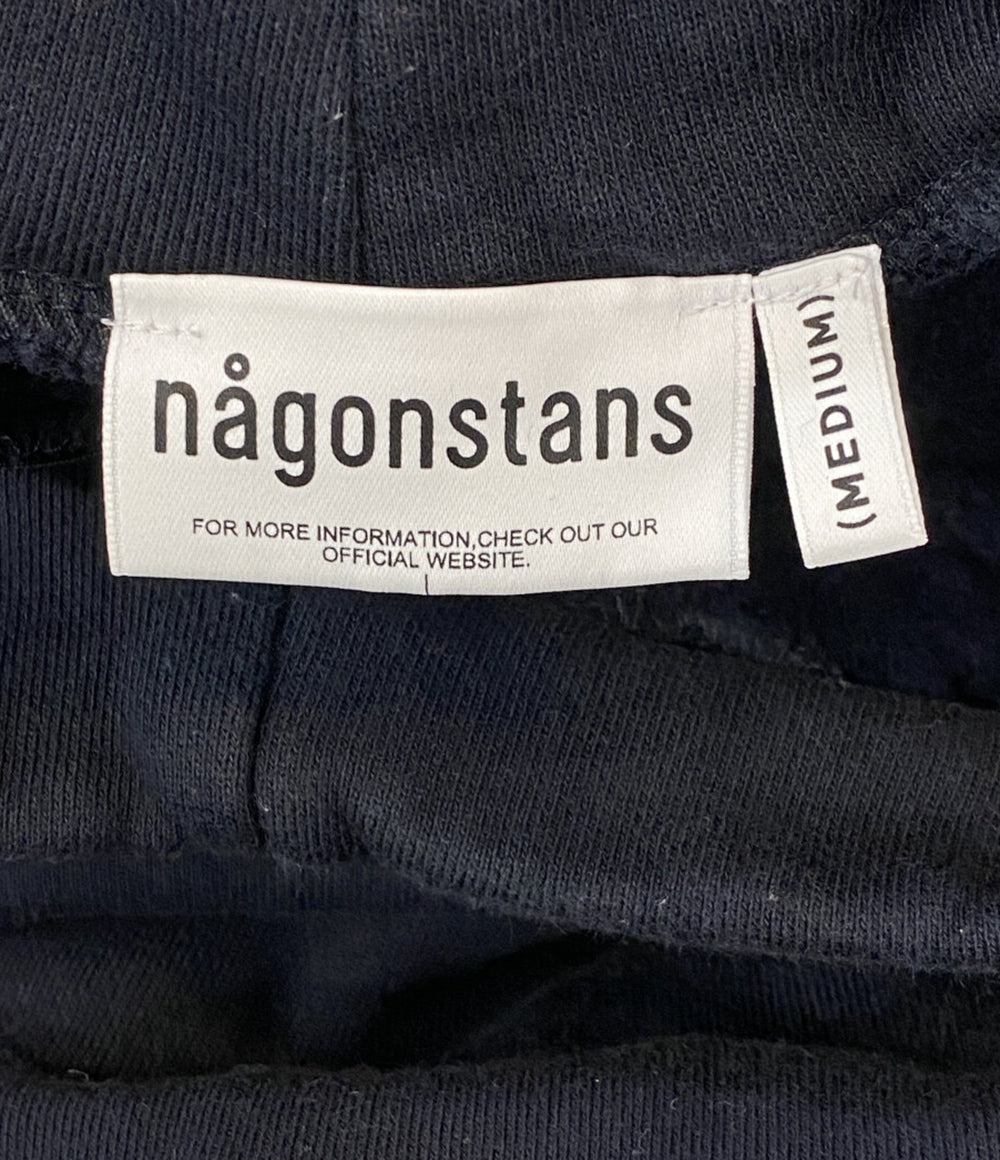 någonstans
FOR MORE INFORMATION,CHECK OUT OUR
OFFICIAL WEBSITE.
(MEDIUM)